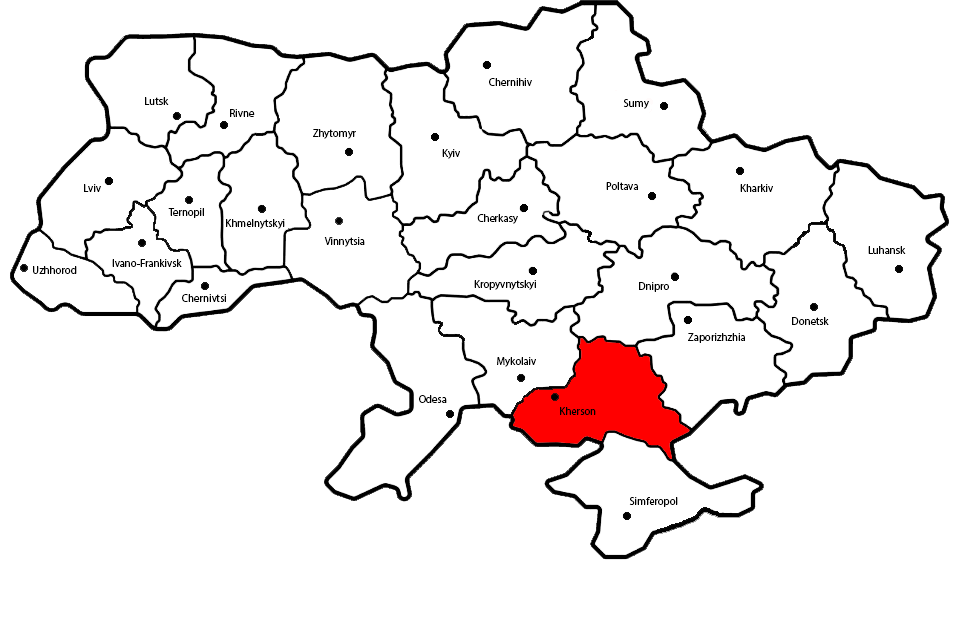 Chernihiv
Lutsk
Sumy
Rivne
Zhytomyr
Kyiv
Lviv
Poltava
Kharkiv
Ternopil
Cherkasy
Khmelnytskyi
Vinnytsia
Luhansk
Ivano-Frankivsk
Uzhhorod
Kropyvnytskyi
Dnipro
Chernivtsi
Donetsk
Zaporizhzhia
Mykolaiv
Odesa
Kherson
Simferopol